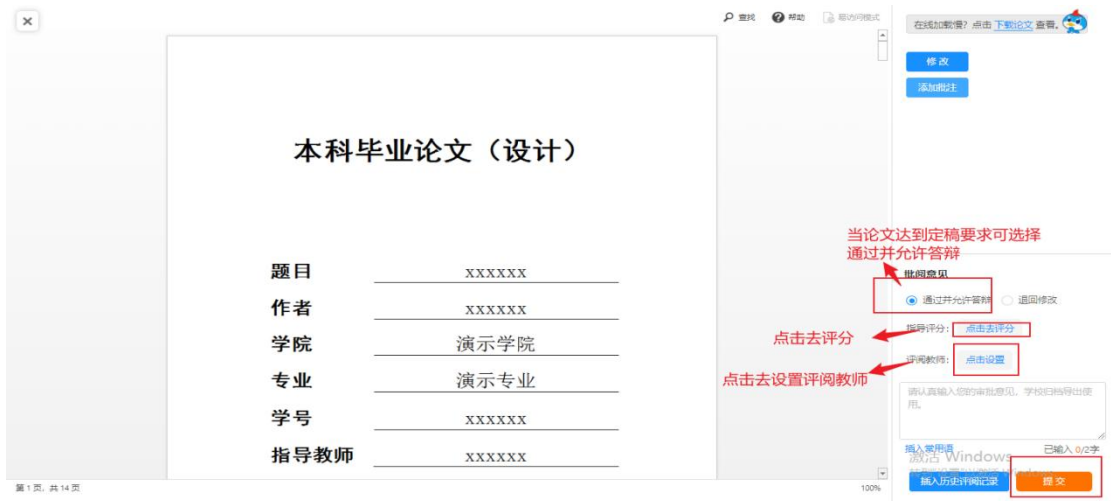 查找 帮助 易访问模式
在线加载慢？点击 下载论文 查看。
修改
添加批注
本科毕业论文（设计）
题目 xxxxxx
作者 xxxxxx
学院 演示学院
专业 演示专业
学号 xxxxxx
指导教师 xxxxxx
当论文达到定稿要求可选择
通过并允许答辩
批阅意见
通过并允许答辩 退回修改
点击去评分
指导评分： 点击去评分
点击去设置评阅教师
评阅教师： 点击设置
请认真输入您的审批意见，学校归档导出使
用。
插入常用语 已输入 0/2字
激活 Windows
插入历史评阅记录 提交
第1页，共14页 100%